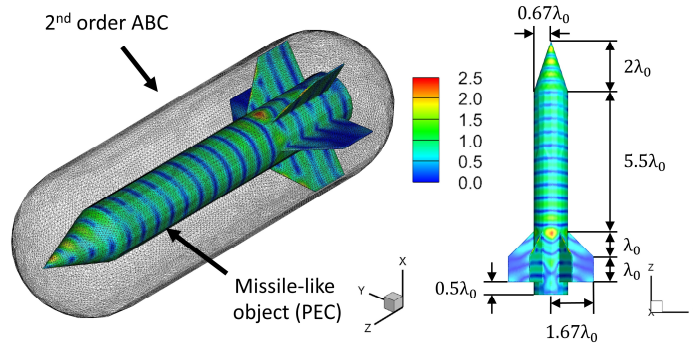 2nd order ABC
Missile-like
object (PEC)
X
Y
Z
2.5
2.0
1.5
1.0
0.5
0.0
0.67λ0
2λ0
5.5λ0
λ0
λ0
0.5λ0
1.67λ0
Z
X